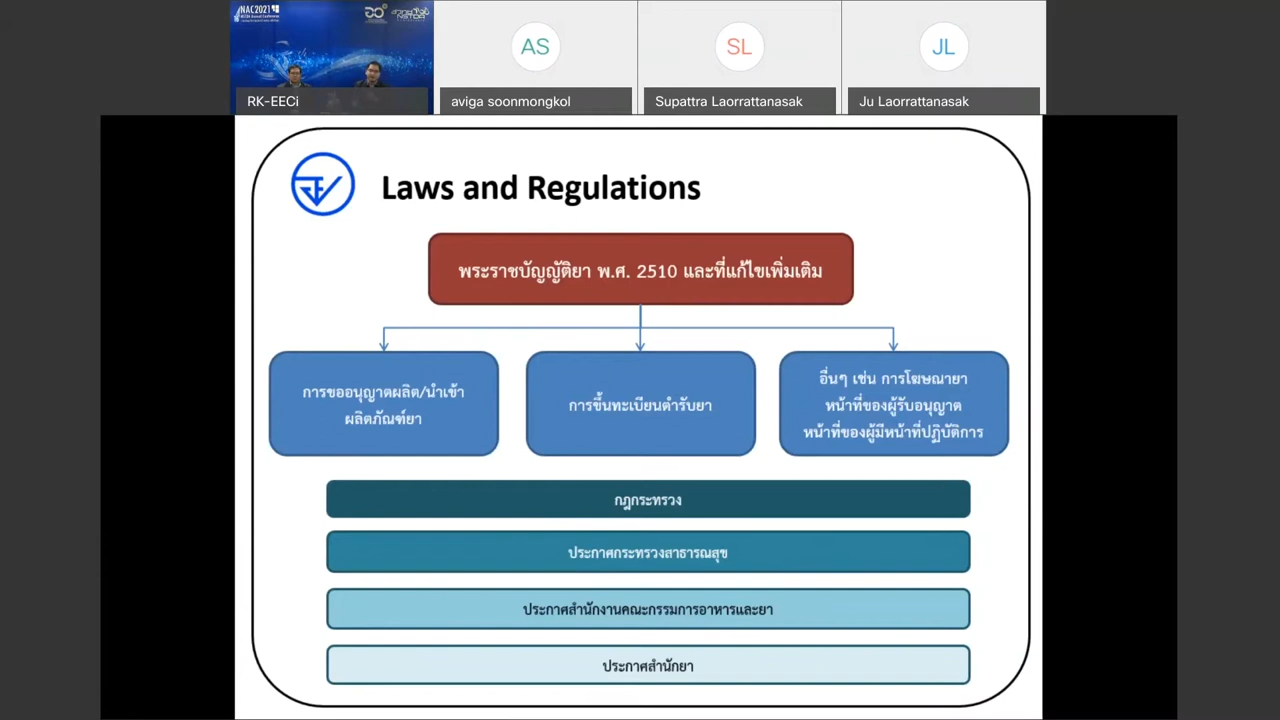 NAC2021
NSTDA Annual Conference
สวทช
NSTDA
RK-EECi
AS
aviga soonmongkol
SL
Supattra Laorrattanasak
JL
Ju Laorrattanasak
Laws and Regulations
พระราชบัญญัติยา พ.ศ. 2510 และที่แก้ไขเพิ่มเติม
การขออนุญาตผลิต/นำเข้า
ผลิตภัณฑ์ยา
การขึ้นทะเบียนตำรับยา
อื่นๆ เช่น การโฆษณายา
หน้าที่ของผู้รับอนุญาต
หน้าที่ของผู้มีหน้าที่ปฏิบัติการ
กฎกระทรวง
ประกาศกระทรวงสาธารณสุข
ประกาศสำนักงานคณะกรรมการอาหารและยา
ประกาศสำนักยา